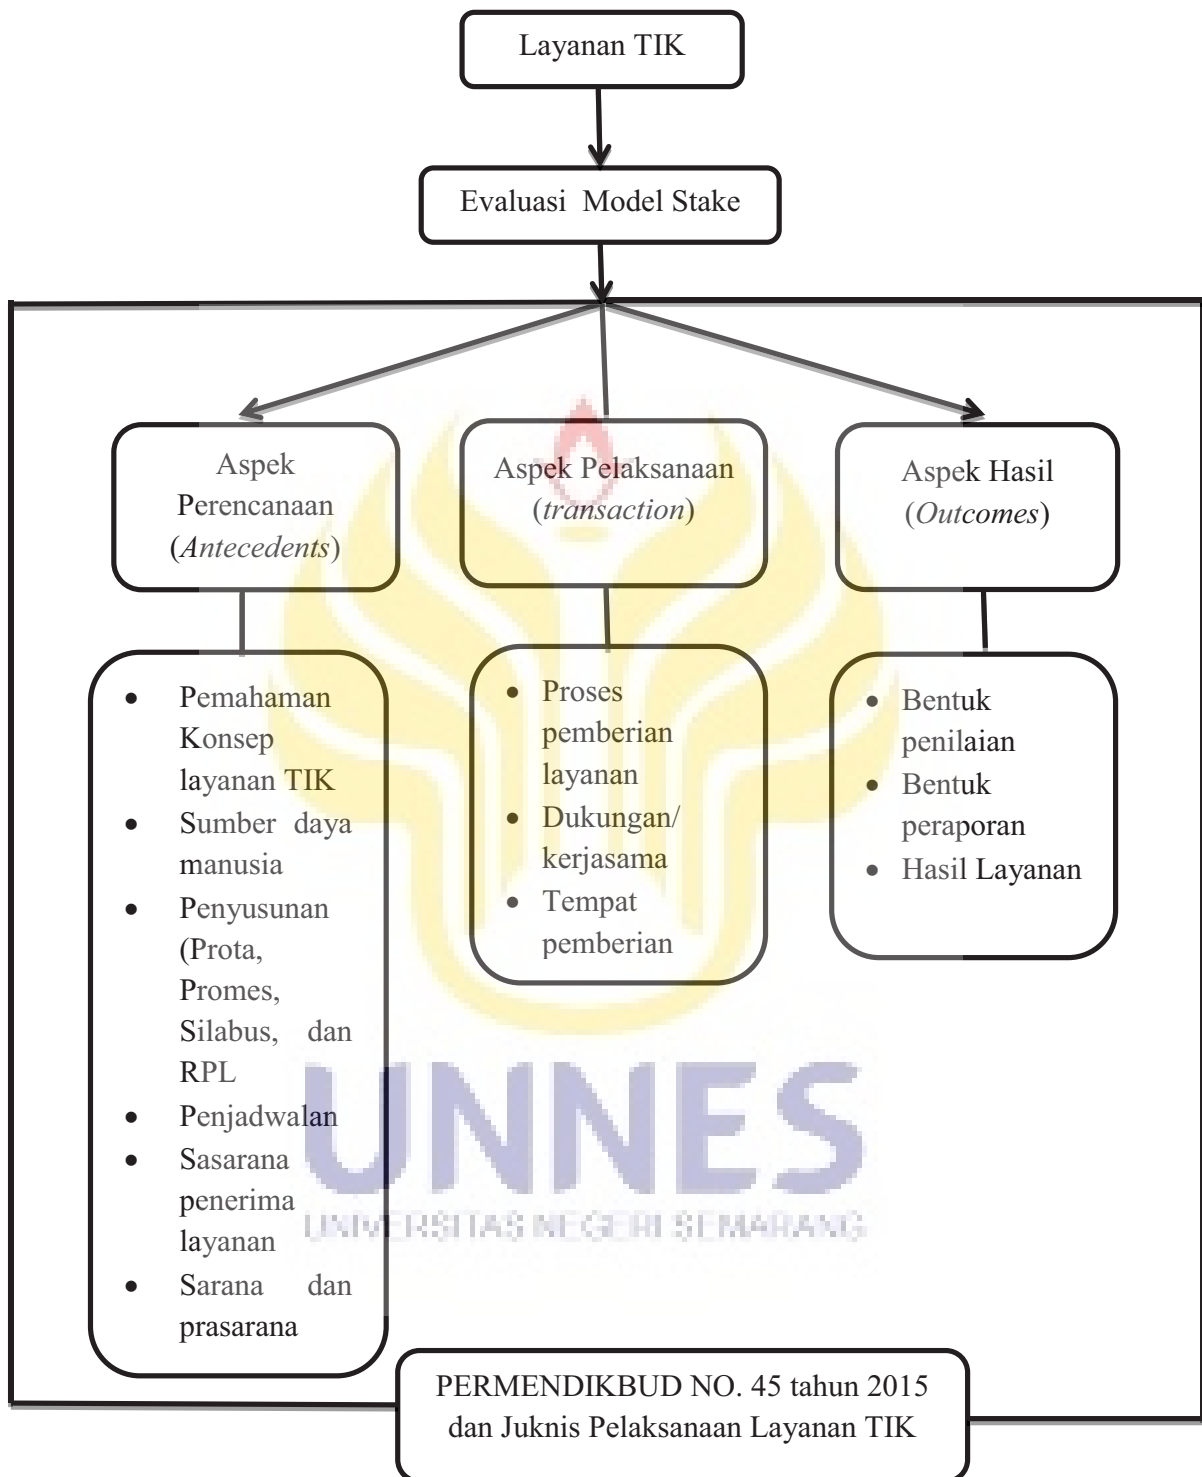 Layanan TIK
Evaluasi Model Stake
Aspek
Perencanaan
(Antecedents)
Aspek Pelaksanaan
(transaction)
Aspek Hasil
(Outcomes)
• Pemahaman
Konsep
layanan TIK
• Sumber daya
manusia
• Penyusunan
(Prota,
Promes,
Silabus, dan
RPL
• Penjadwalan
• Sasarana
penerima
layanan
• Sarana dan
prasarana
• Proses
pemberian
layanan
• Dukungan/
kerjasama
• Tempat
pemberian
• Bentuk
penilaian
• Bentuk
peraporan
• Hasil Layanan
UNNES
UNIVERSITAS NEGERI SEMARANG
PERMENDIKBUD NO. 45 tahun 2015
dan Juknis Pelaksanaan Layanan TIK